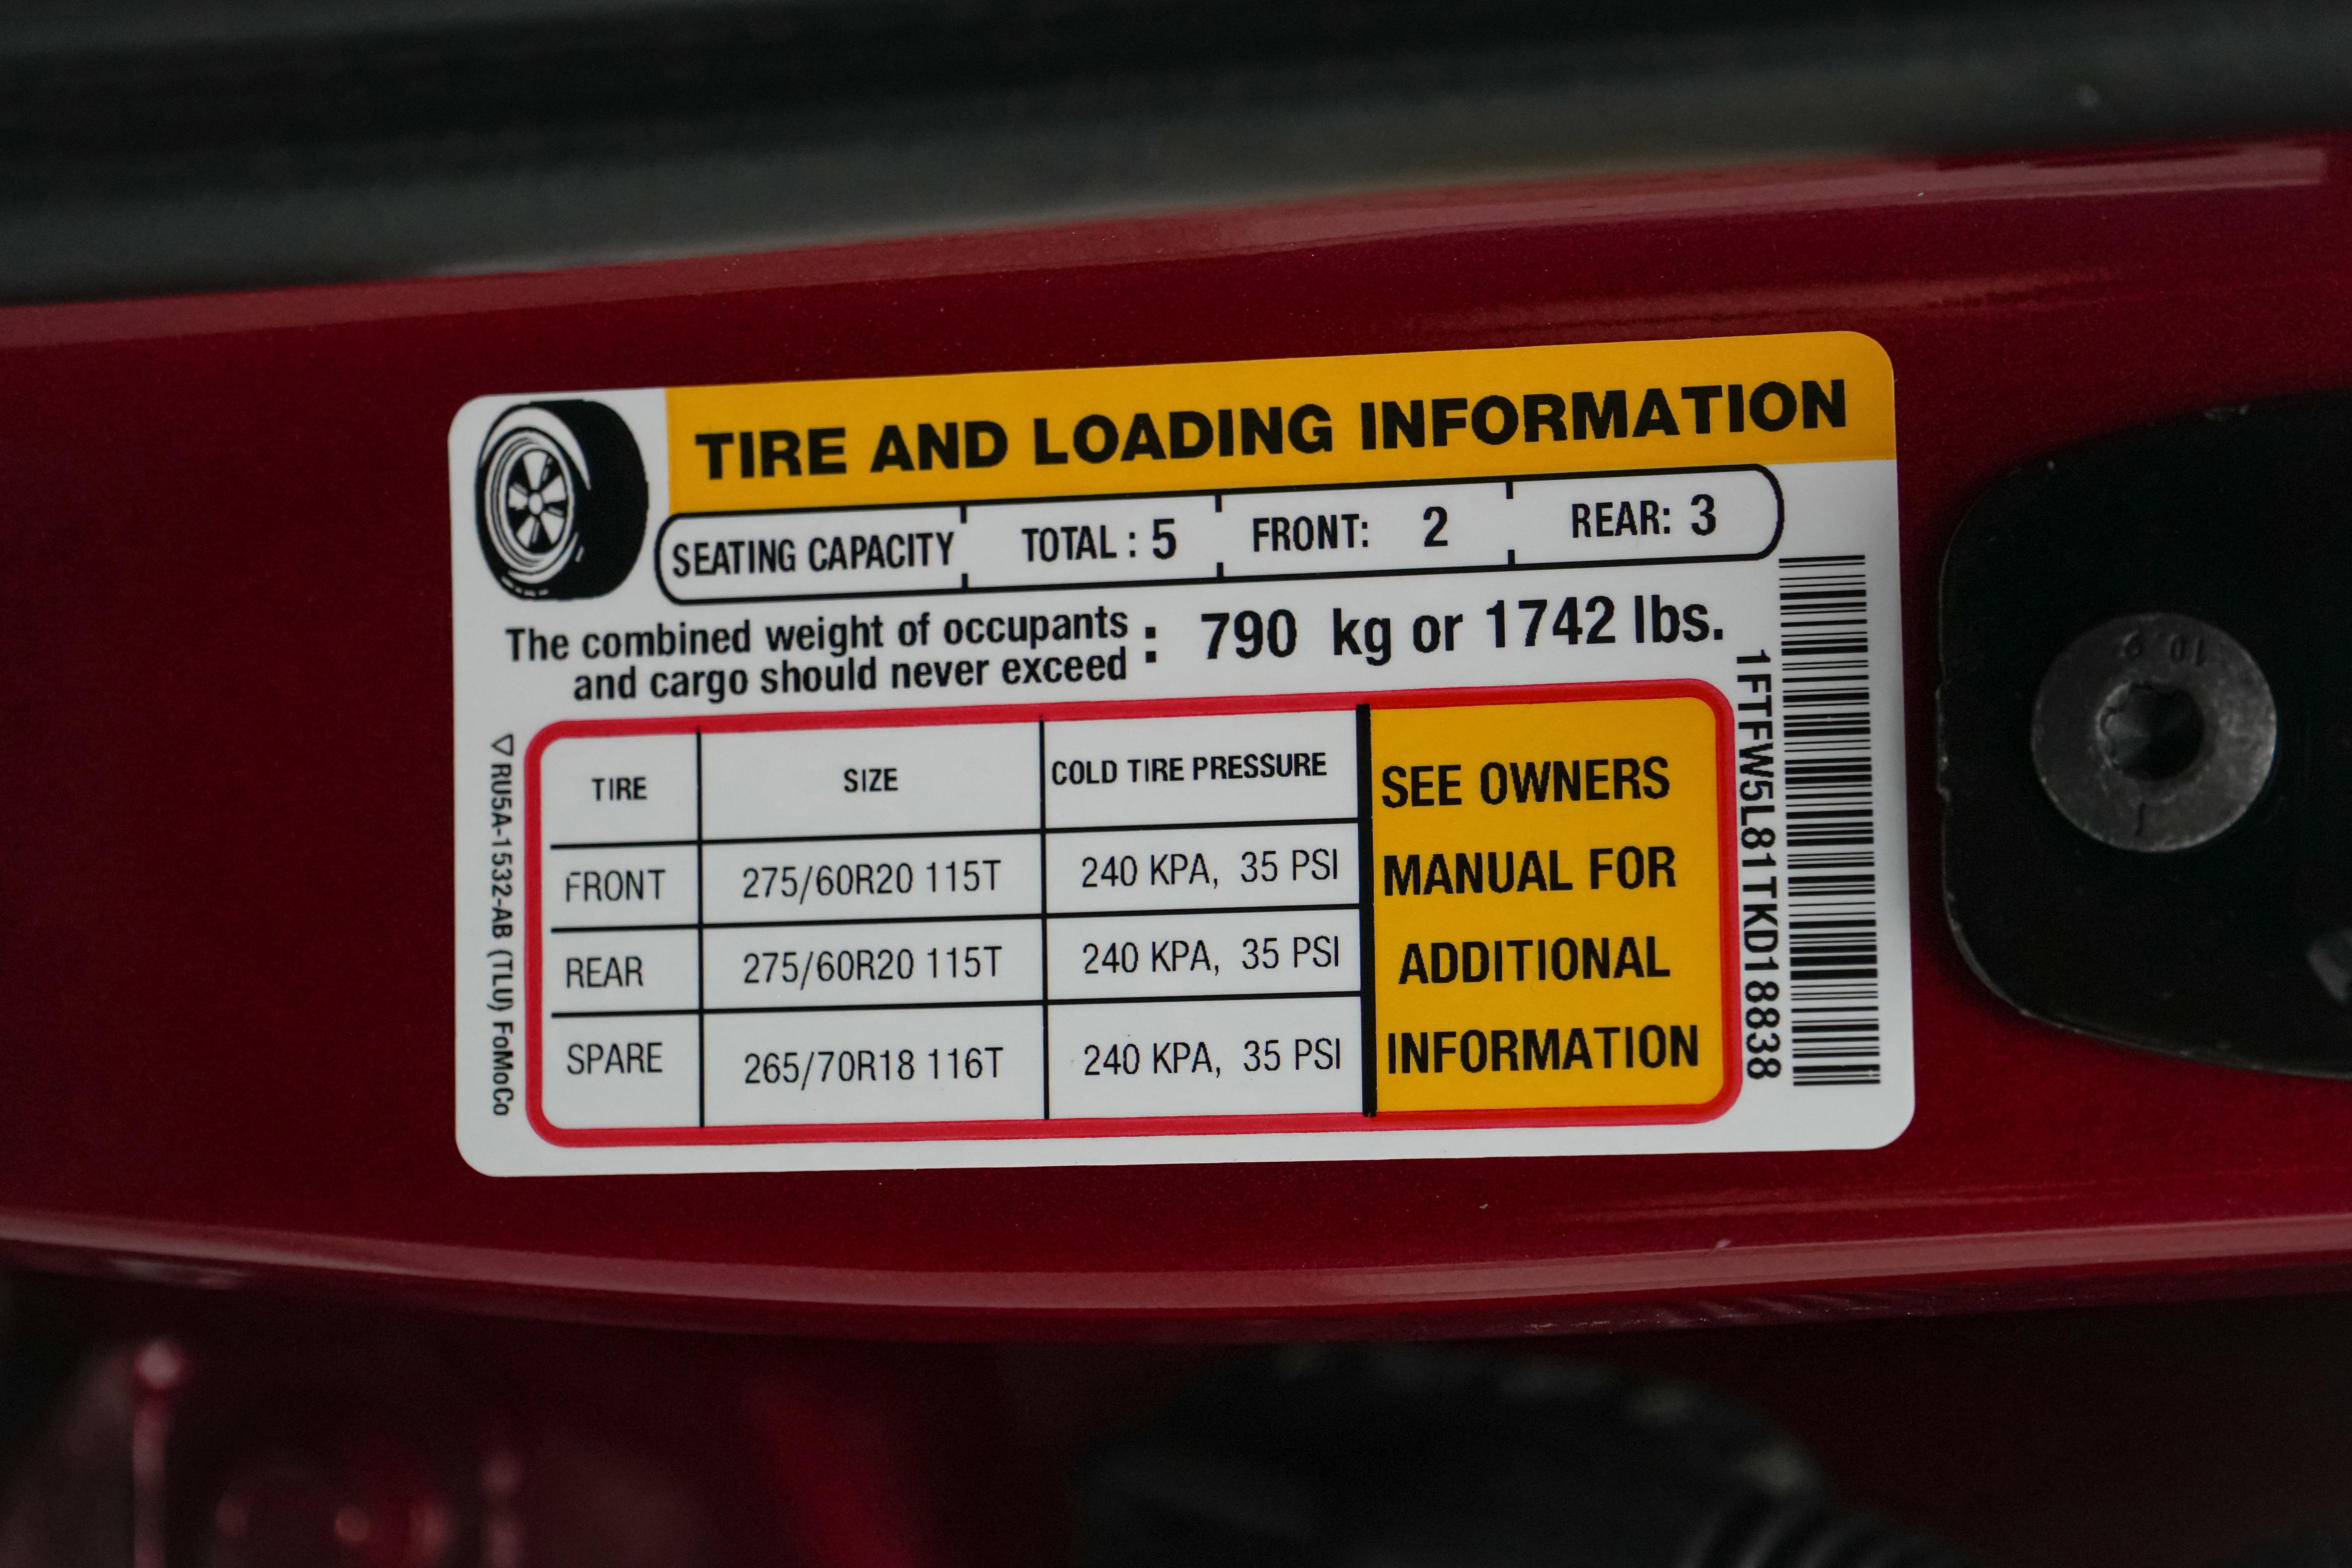 TIRE AND LOADING INFORMATION
SEATING CAPACITY TOTAL : 5 FRONT: 2 REAR: 3
The combined weight of occupants
and cargo should never exceed : 790 kg or 1742 lbs.
TIRE SIZE COLD TIRE PRESSURE
FRONT 275/60R20 115T 240 KPA, 35 PSI
REAR 275/60R20 115T 240 KPA, 35 PSI
SPARE 265/70R18 116T 240 KPA, 35 PSI
SEE OWNERS
MANUAL FOR
ADDITIONAL
INFORMATION
1FTFW5L81TKD18838
RU5A-1532-AB (TLU) FoMoCo
10.9